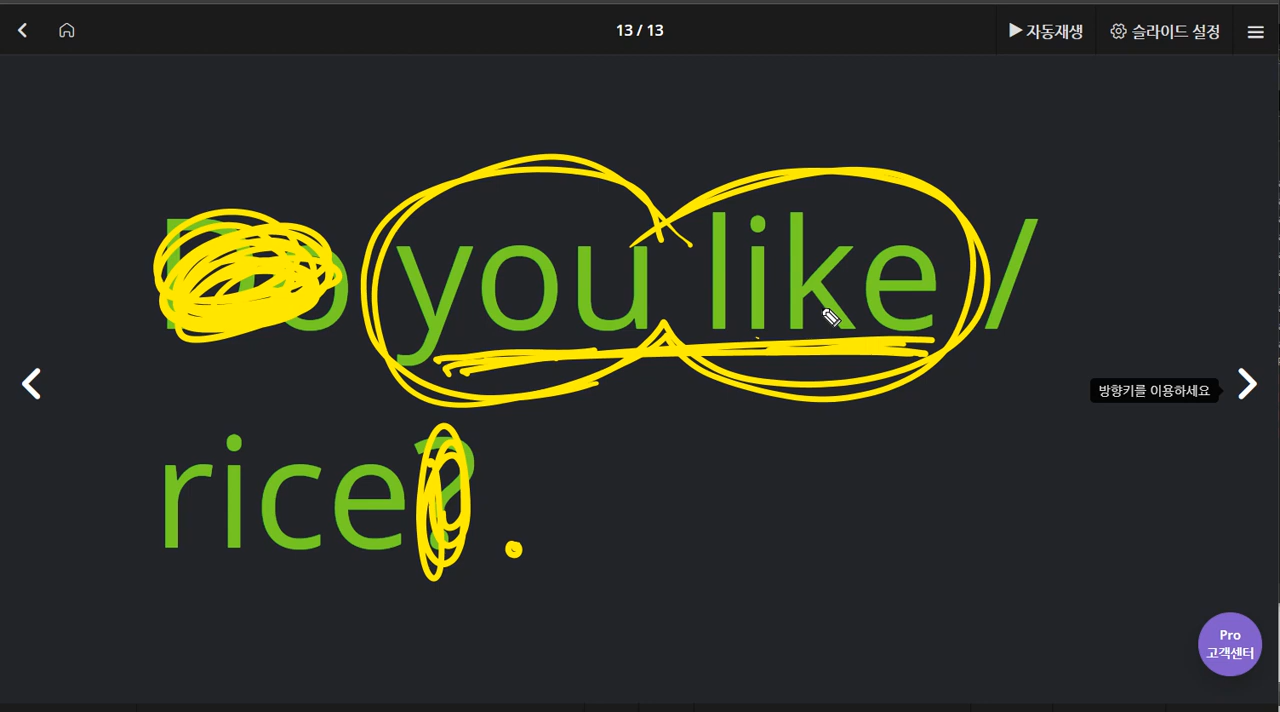 13 / 13
▶ 자동재생
슬라이드 설정
Do you like /
rice? .
방향키를 이용하세요
Pro
고객센터